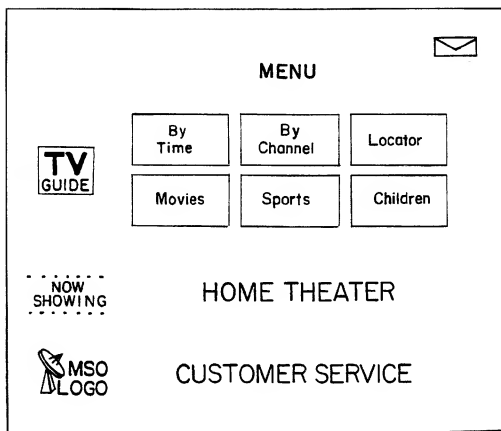 MENU
TV
GUIDE
By
Time
By
Channel
Locator
Movies
Sports
Children
NOW
SHOWING
HOME THEATER
MSO
LOGO
CUSTOMER SERVICE